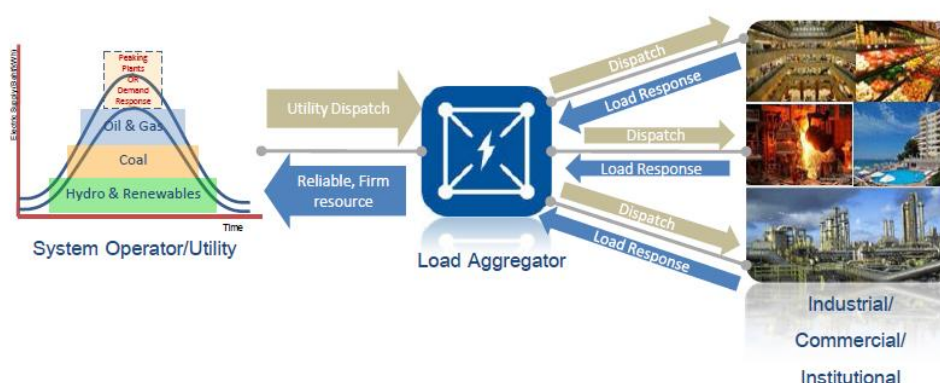 Peaking
Plants
OR
Demand
Response
Oil & Gas
Coal
Hydro & Renewables
Time
System Operator/Utility
Utility Dispatch
Reliable, Firm
resource
Load Aggregator
Dispatch
Load Response
Dispatch
Load Response
Dispatch
Load Response
Industrial/
Commercial/
Institutional